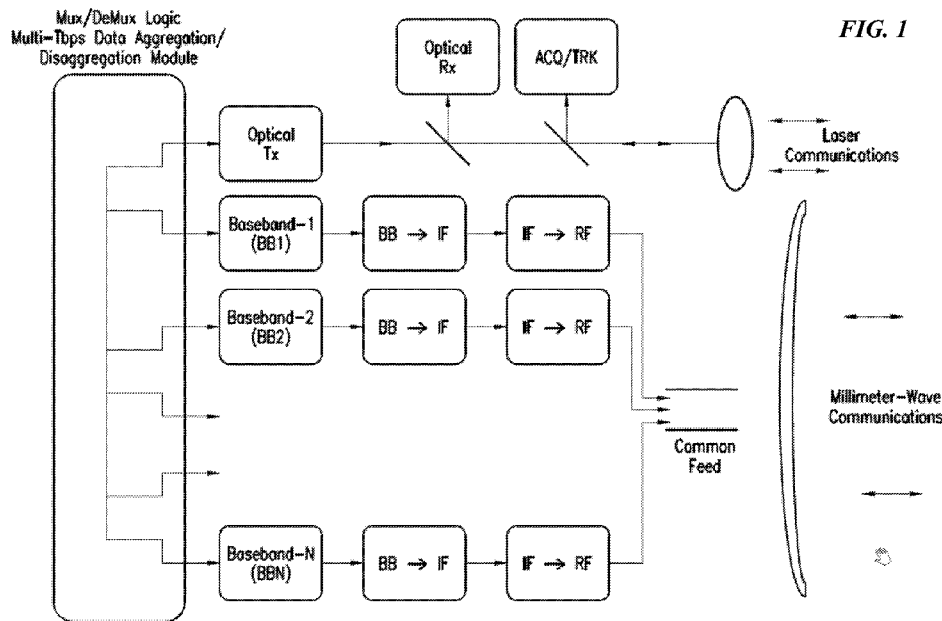 Mux/DeMux Logic
Multi-Tbps Data Aggregation/
Disaggregation Module
FIG. 1
Optical
Rx
ACQ/TRK
Optical
Tx
Laser
Communications
Baseband-1
(BB1)
BB → IF
IF → RF
Baseband-2
(BB2)
BB → IF
IF → RF
Millimeter-Wave
Communications
Common
Feed
Baseband-N
(BBN)
BB → IF
IF → RF